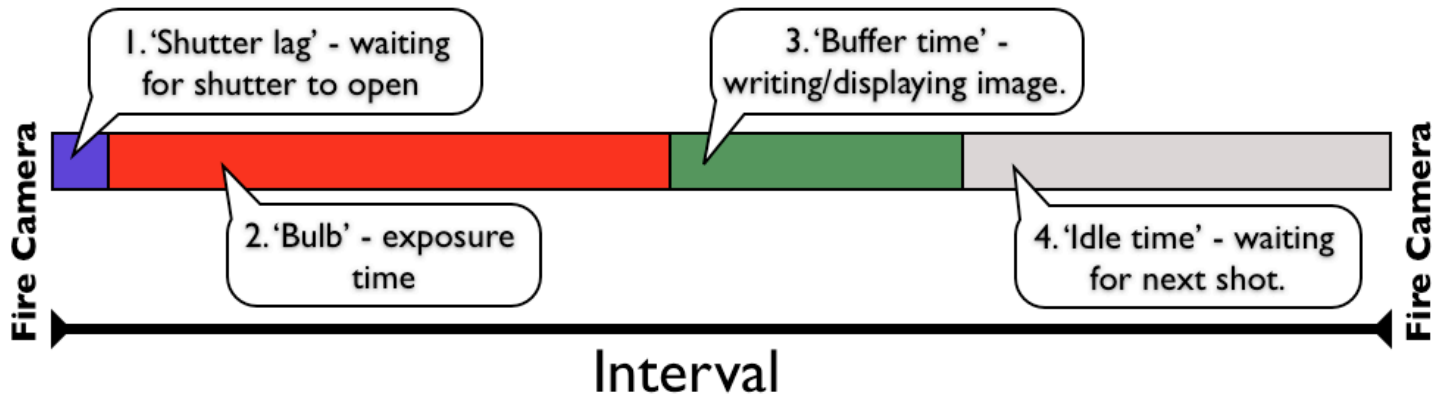 1. ‘Shutter lag’ - waiting
for shutter to open
3. ‘Buffer time’ -
writing/displaying image.
Fire Camera
2. ‘Bulb’ - exposure
time
4. ‘Idle time’ - waiting
for next shot.
Fire Camera
Interval